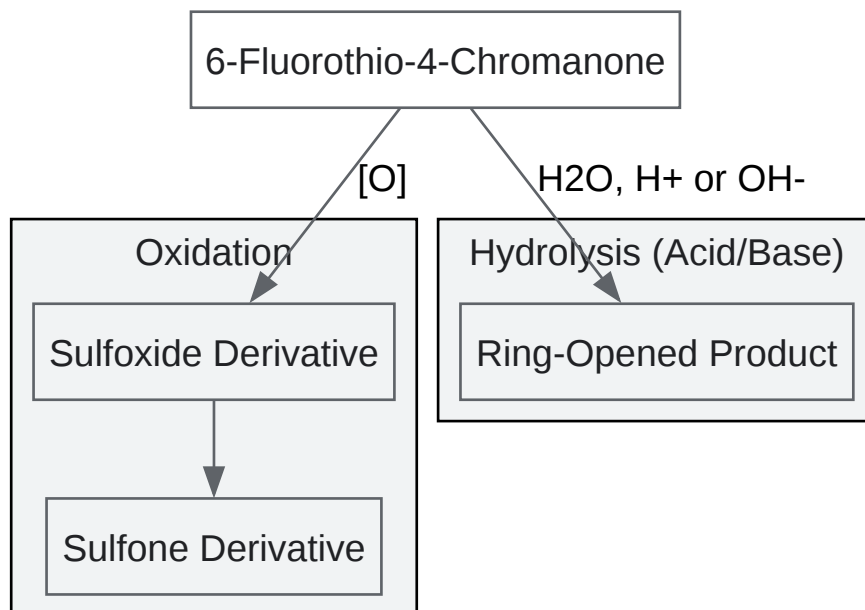 6-Fluorothio-4-Chromanone
[O]
H2O, H+ or OH-
Oxidation
Hydrolysis (Acid/Base)
Sulfoxide Derivative
Ring-Opened Product
Sulfone Derivative